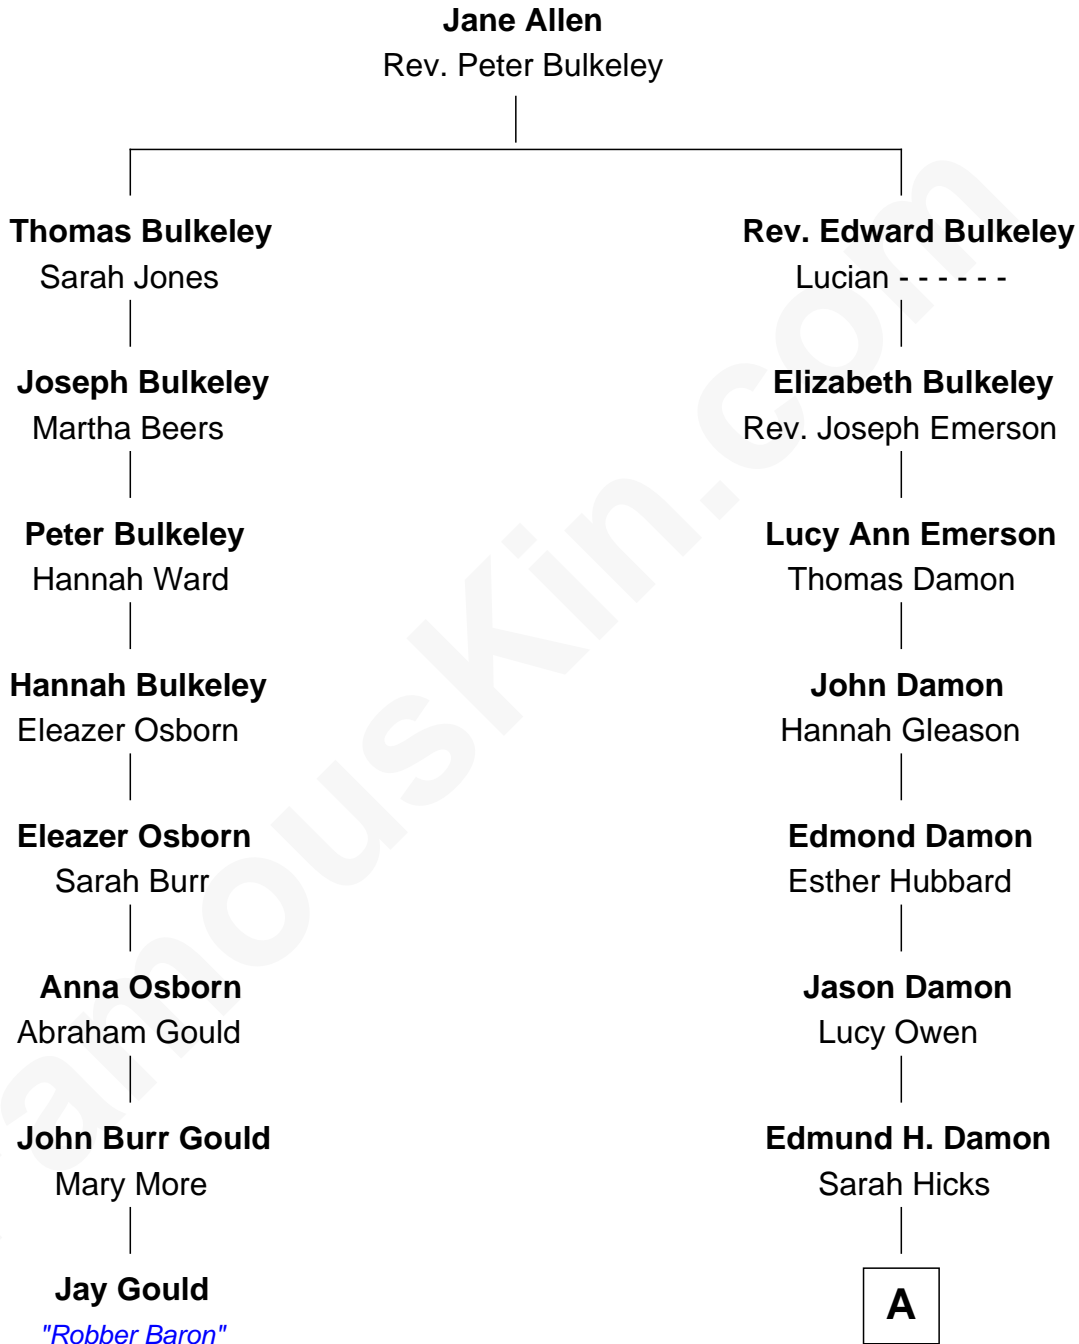 Jane Allen
Rev. Peter Bulkeley
Thomas Bulkeley
Sarah Jones
Rev. Edward Bulkeley
Lucian - - - - - -
Joseph Bulkeley
Martha Beers
Elizabeth Bulkeley
Rev. Joseph Emerson
Peter Bulkeley
Hannah Ward
Lucy Ann Emerson
Thomas Damon
Hannah Bulkeley
Eleazer Osborn
John Damon
Hannah Gleason
Eleazer Osborn
Sarah Burr
Edmond Damon
Esther Hubbard
Anna Osborn
Abraham Gould
Jason Damon
Lucy Owen
John Burr Gould
Mary More
Edmund H. Damon
Sarah Hicks
Jay Gould
"Robber Baron"
A
amouskin.com